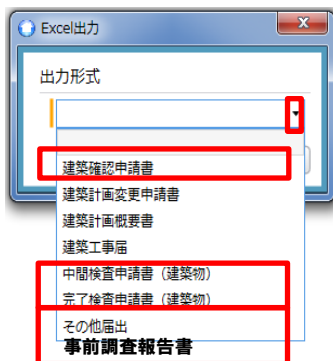 Excel出力
出力形式
建築確認申請書
建築計画変更申請書
建築計画概要書
建築工事届
中間検査申請書（建築物）
完了検査申請書（建築物）
その他届出
事前調査報告書